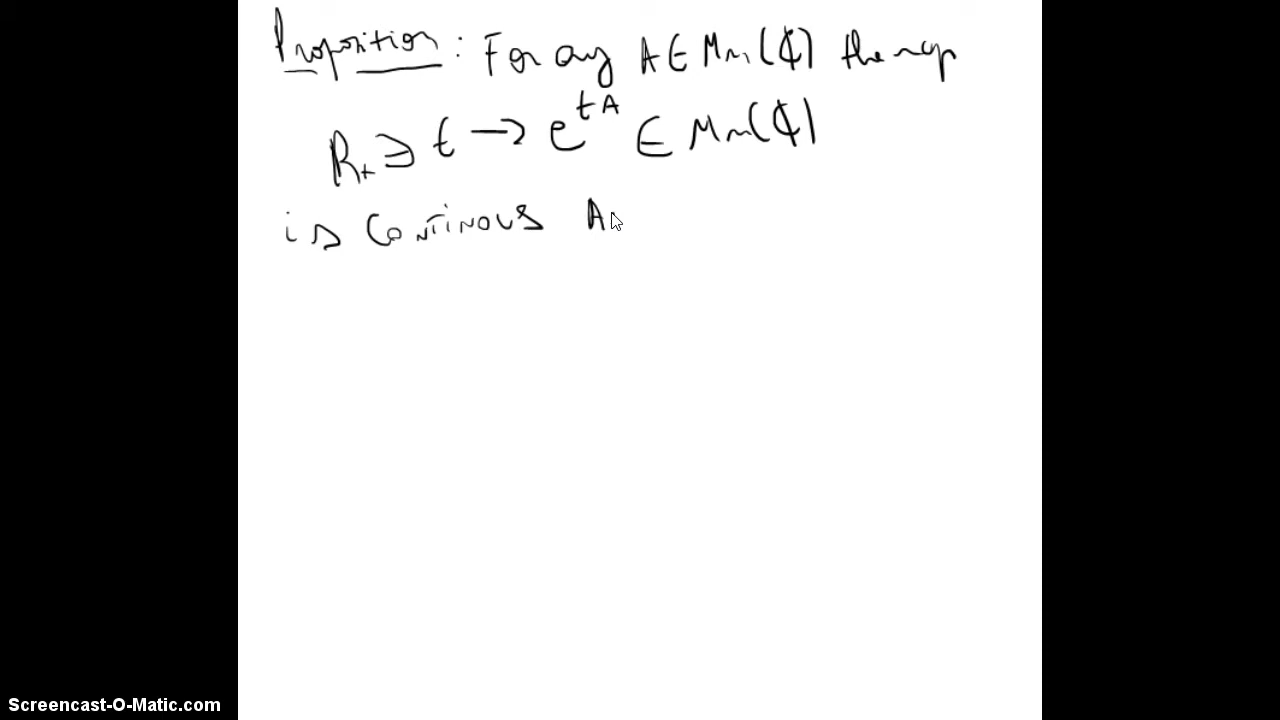 Proposition: For any A ∈ Mn(ℂ) the map
R+ ∋ t → e^{tA} ∈ Mn(ℂ)
is continous A
Screencast-O-Matic.com